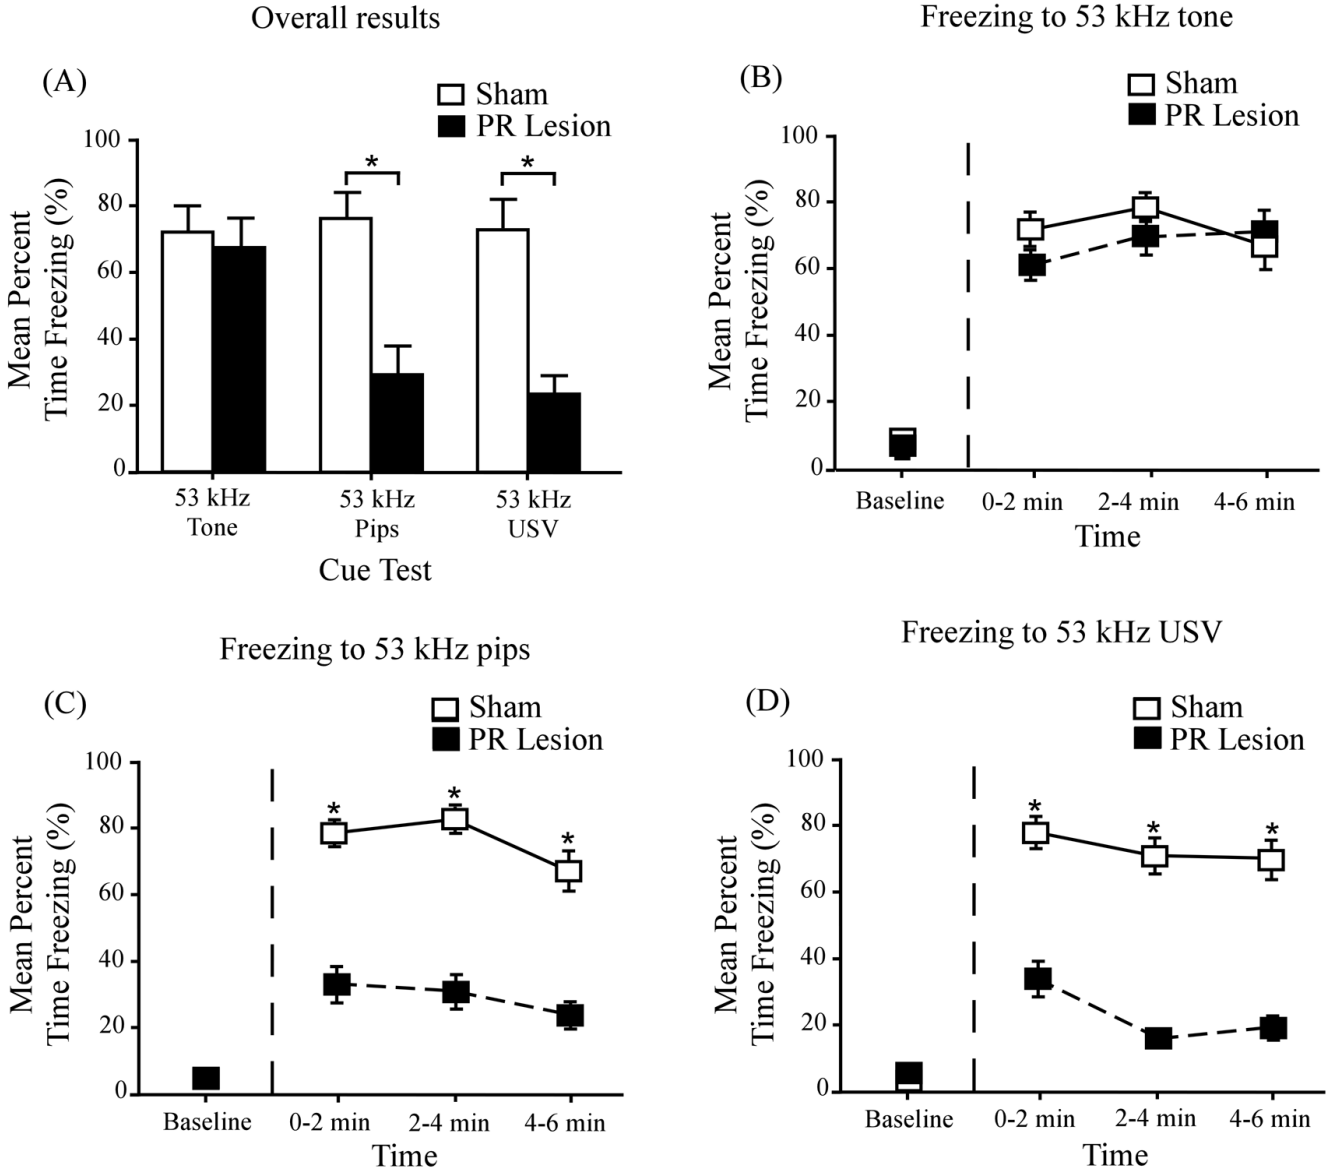 Overall results
(A)
Sham
PR Lesion
*
*
Mean Percent
Time Freezing (%)
100
80
60
40
20
0
53 kHz
Tone
53 kHz
Pips
53 kHz
USV
Cue Test
Freezing to 53 kHz tone
(B)
Sham
PR Lesion
Mean Percent
Time Freezing (%)
100
80
60
40
20
0
Baseline
0-2 min
2-4 min
4-6 min
Time
Freezing to 53 kHz pips
(C)
Sham
PR Lesion
*
*
*
Mean Percent
Time Freezing (%)
100
80
60
40
20
0
Baseline
0-2 min
2-4 min
4-6 min
Time
Freezing to 53 kHz USV
(D)
Sham
PR Lesion
*
*
*
Mean Percent
Time Freezing (%)
100
80
60
40
20
0
Baseline
0-2 min
2-4 min
4-6 min
Time